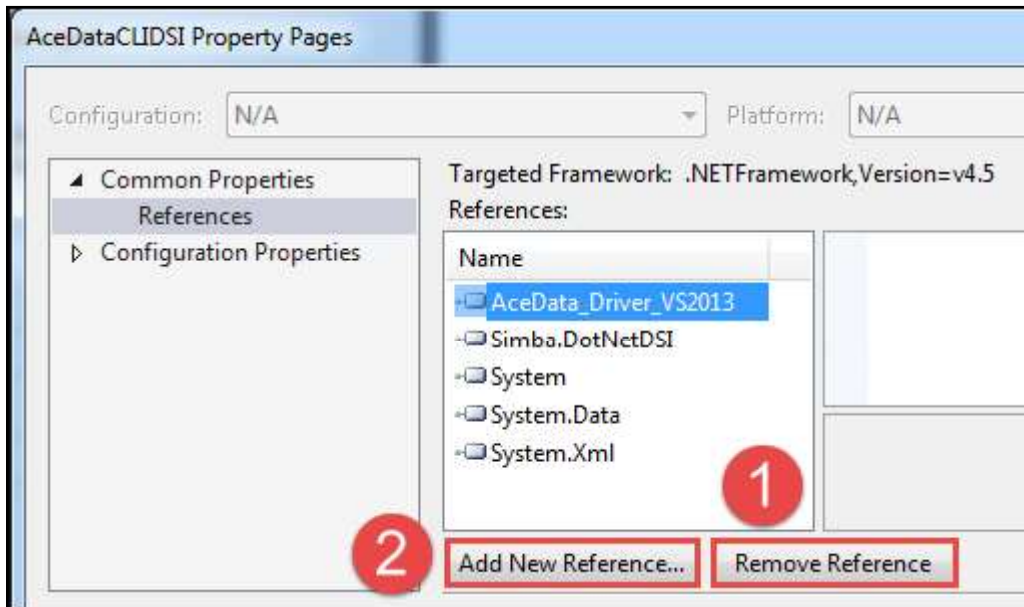 AceDataCLIDSI Property Pages
Configuration: N/A Platform: N/A
Common Properties
References
Configuration Properties
Targeted Framework: .NETFramework,Version=v4.5
References:
Name
AceData_Driver_VS2013
Simba.DotNetDSI
System
System.Data
System.Xml
1
2
Add New Reference... Remove Reference